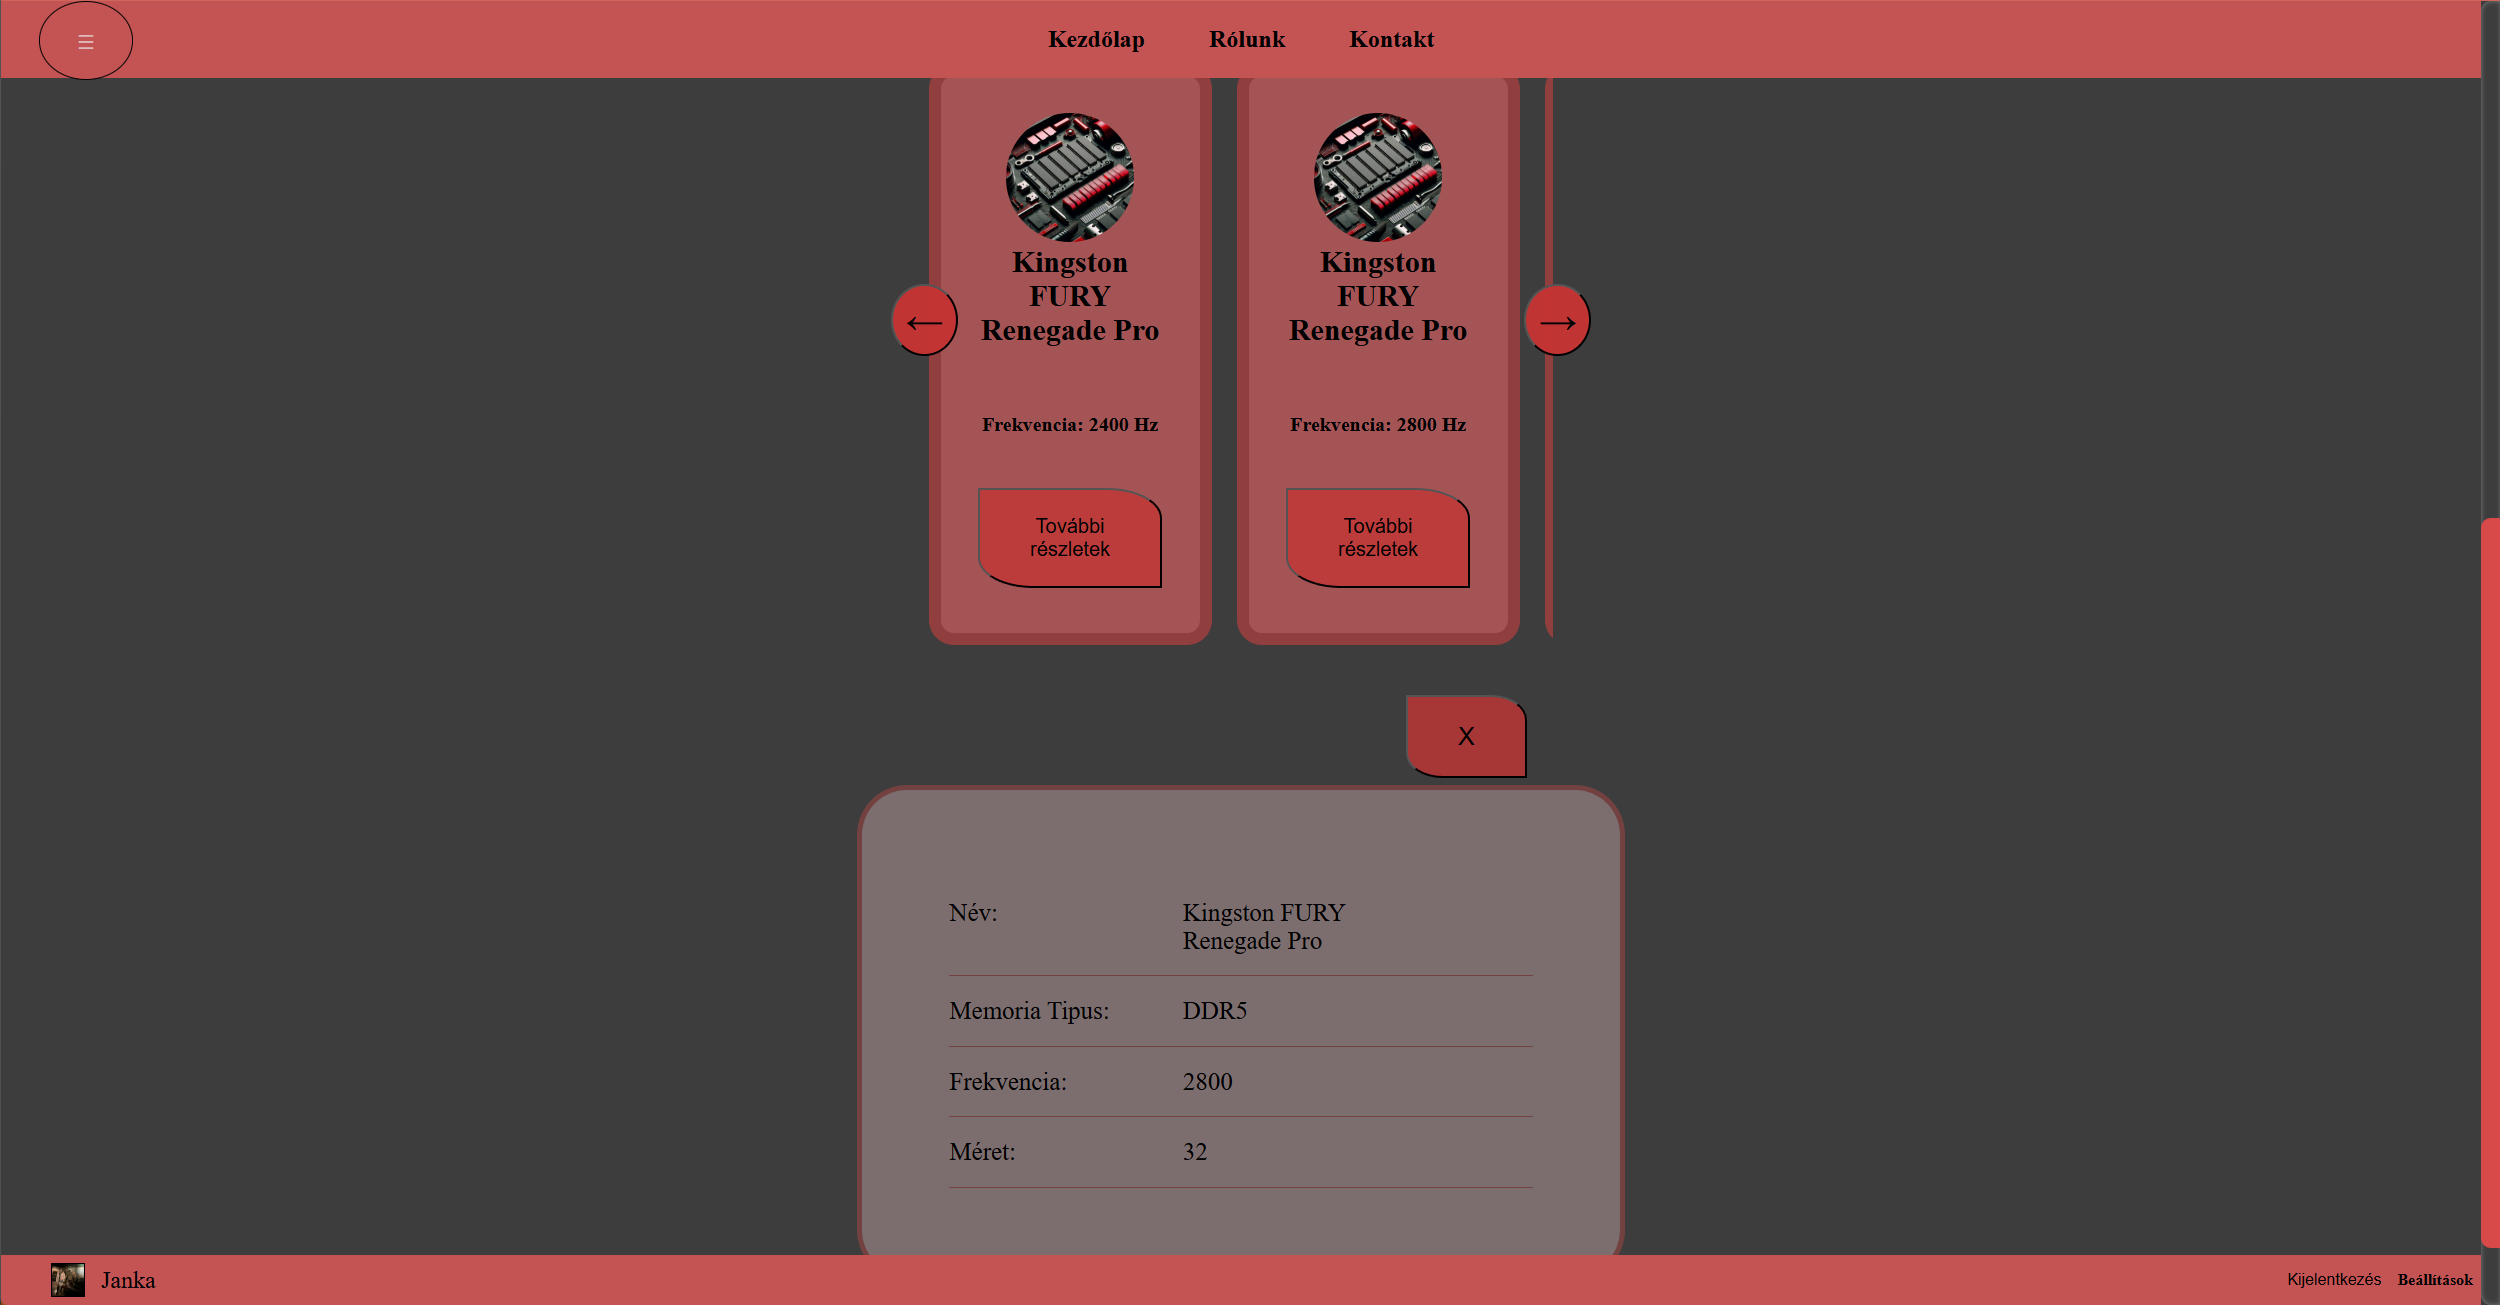 ☰
Kezdőlap Rólunk Kontakt
Kingston
FURY
Renegade Pro
Frekvencia: 2400 Hz
További
részletek
Kingston
FURY
Renegade Pro
Frekvencia: 2800 Hz
További
részletek
←
→
X
Név: Kingston FURY
Renegade Pro
Memoria Tipus: DDR5
Frekvencia: 2800
Méret: 32
Janka
Kijelentkezés Beállítások